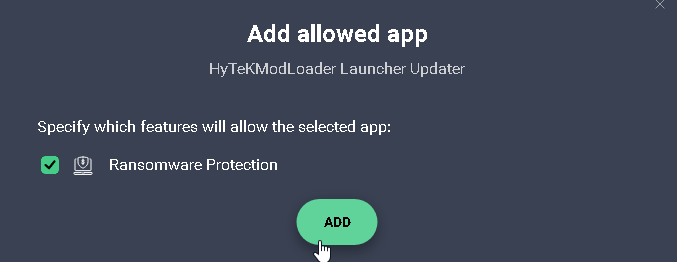 Add allowed app
HyTeKModLoader Launcher Updater
Specify which features will allow the selected app:
Ransomware Protection
ADD